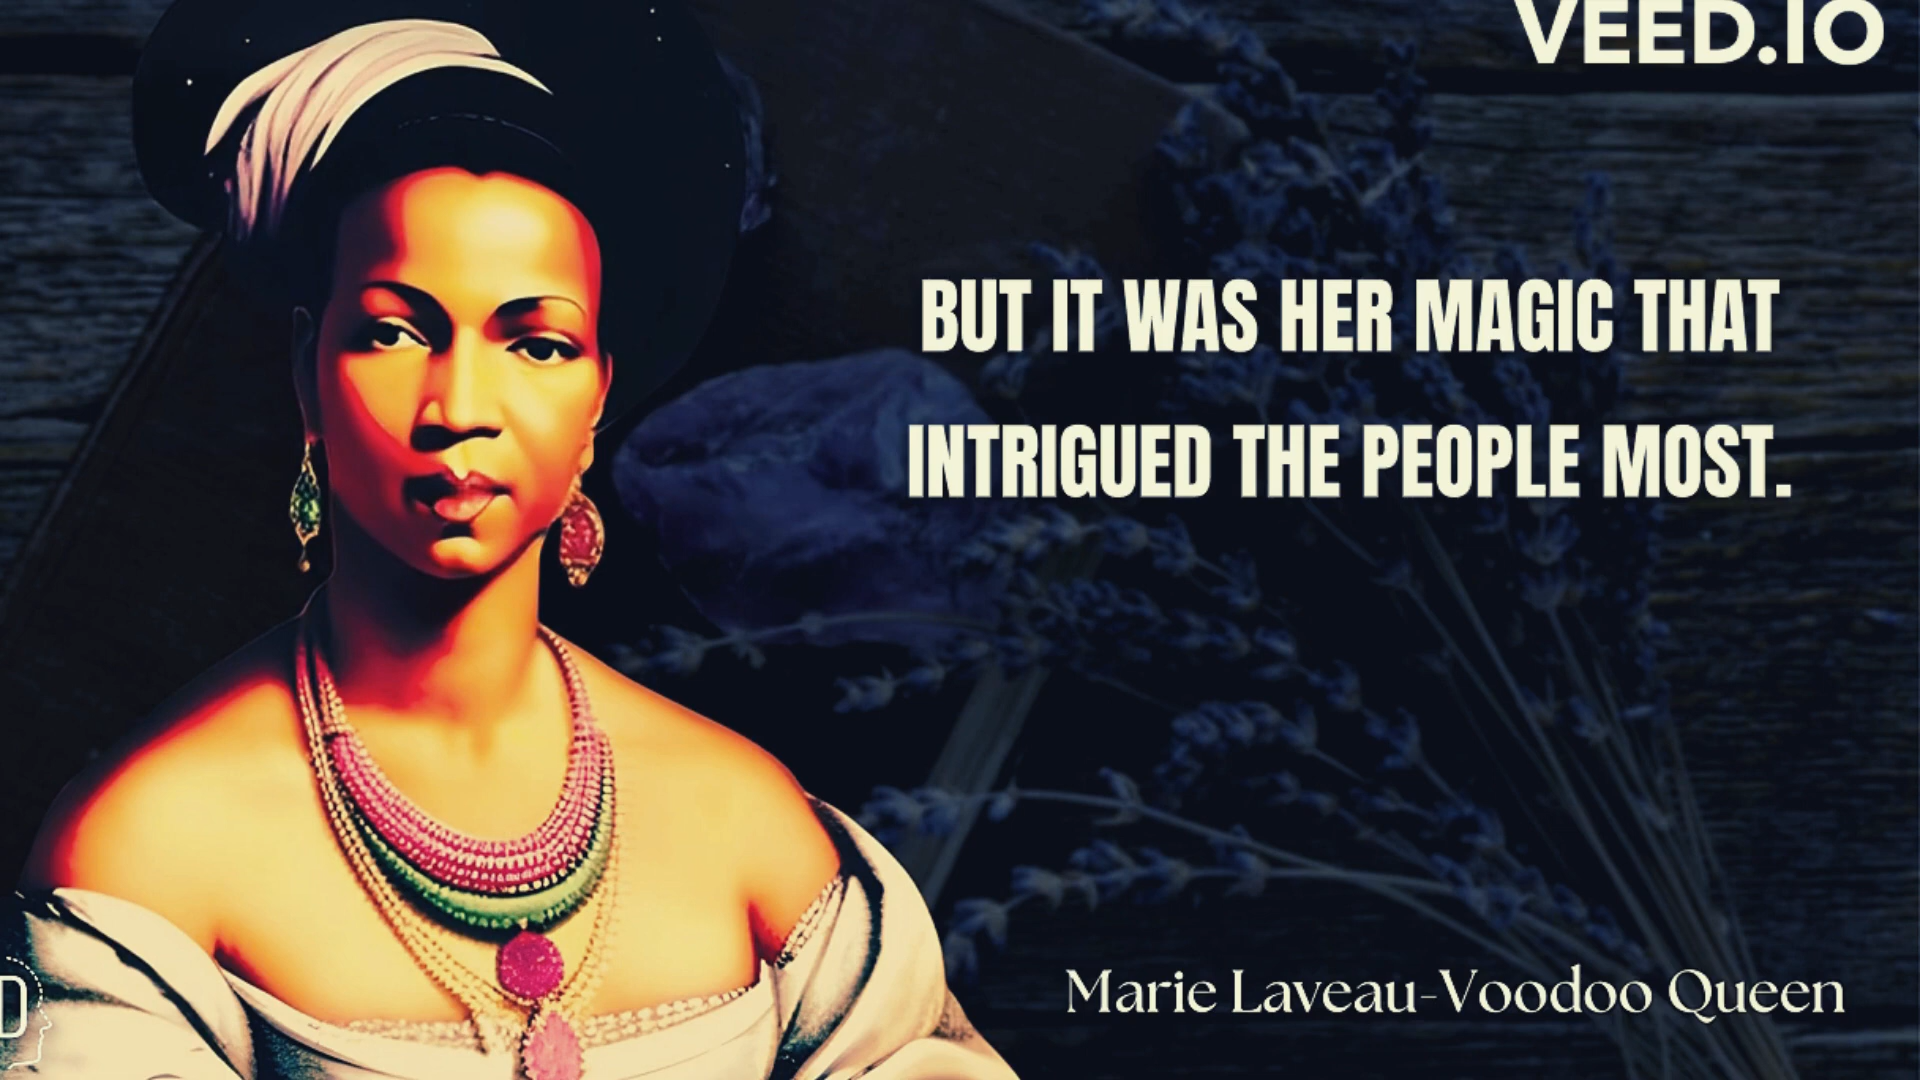 VEED.IO
BUT IT WAS HER MAGIC THAT
INTRIGUED THE PEOPLE MOST.
D
Marie Laveau-Voodoo Queen